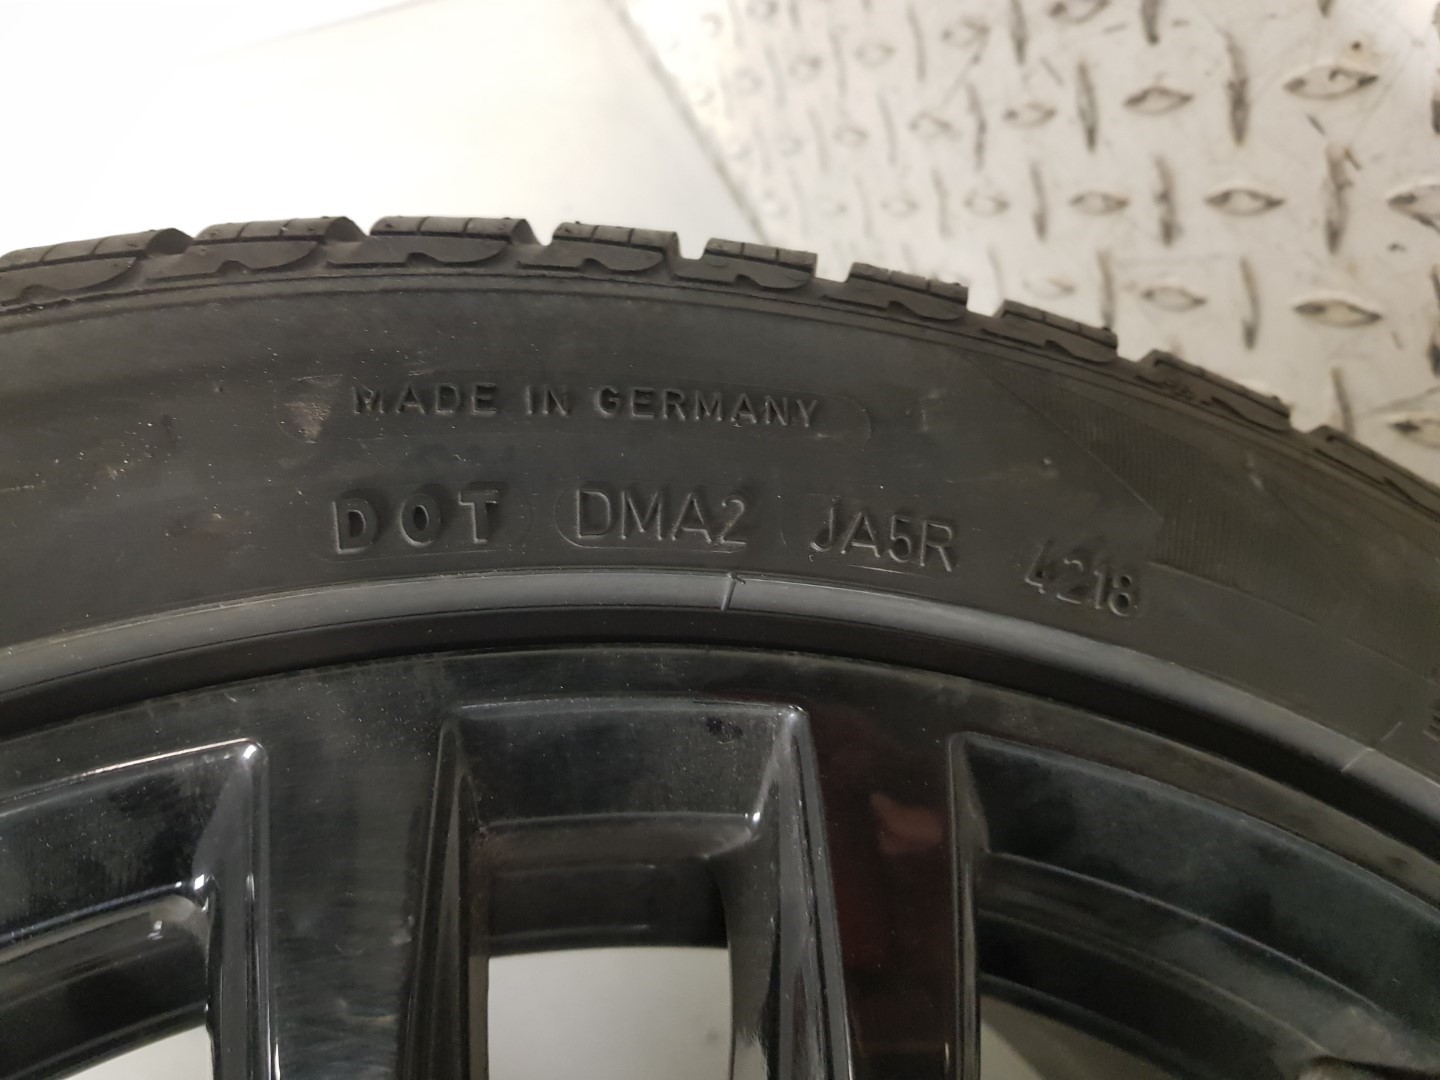 MADE IN GERMANY
DOT DMA2 JA5R 4218